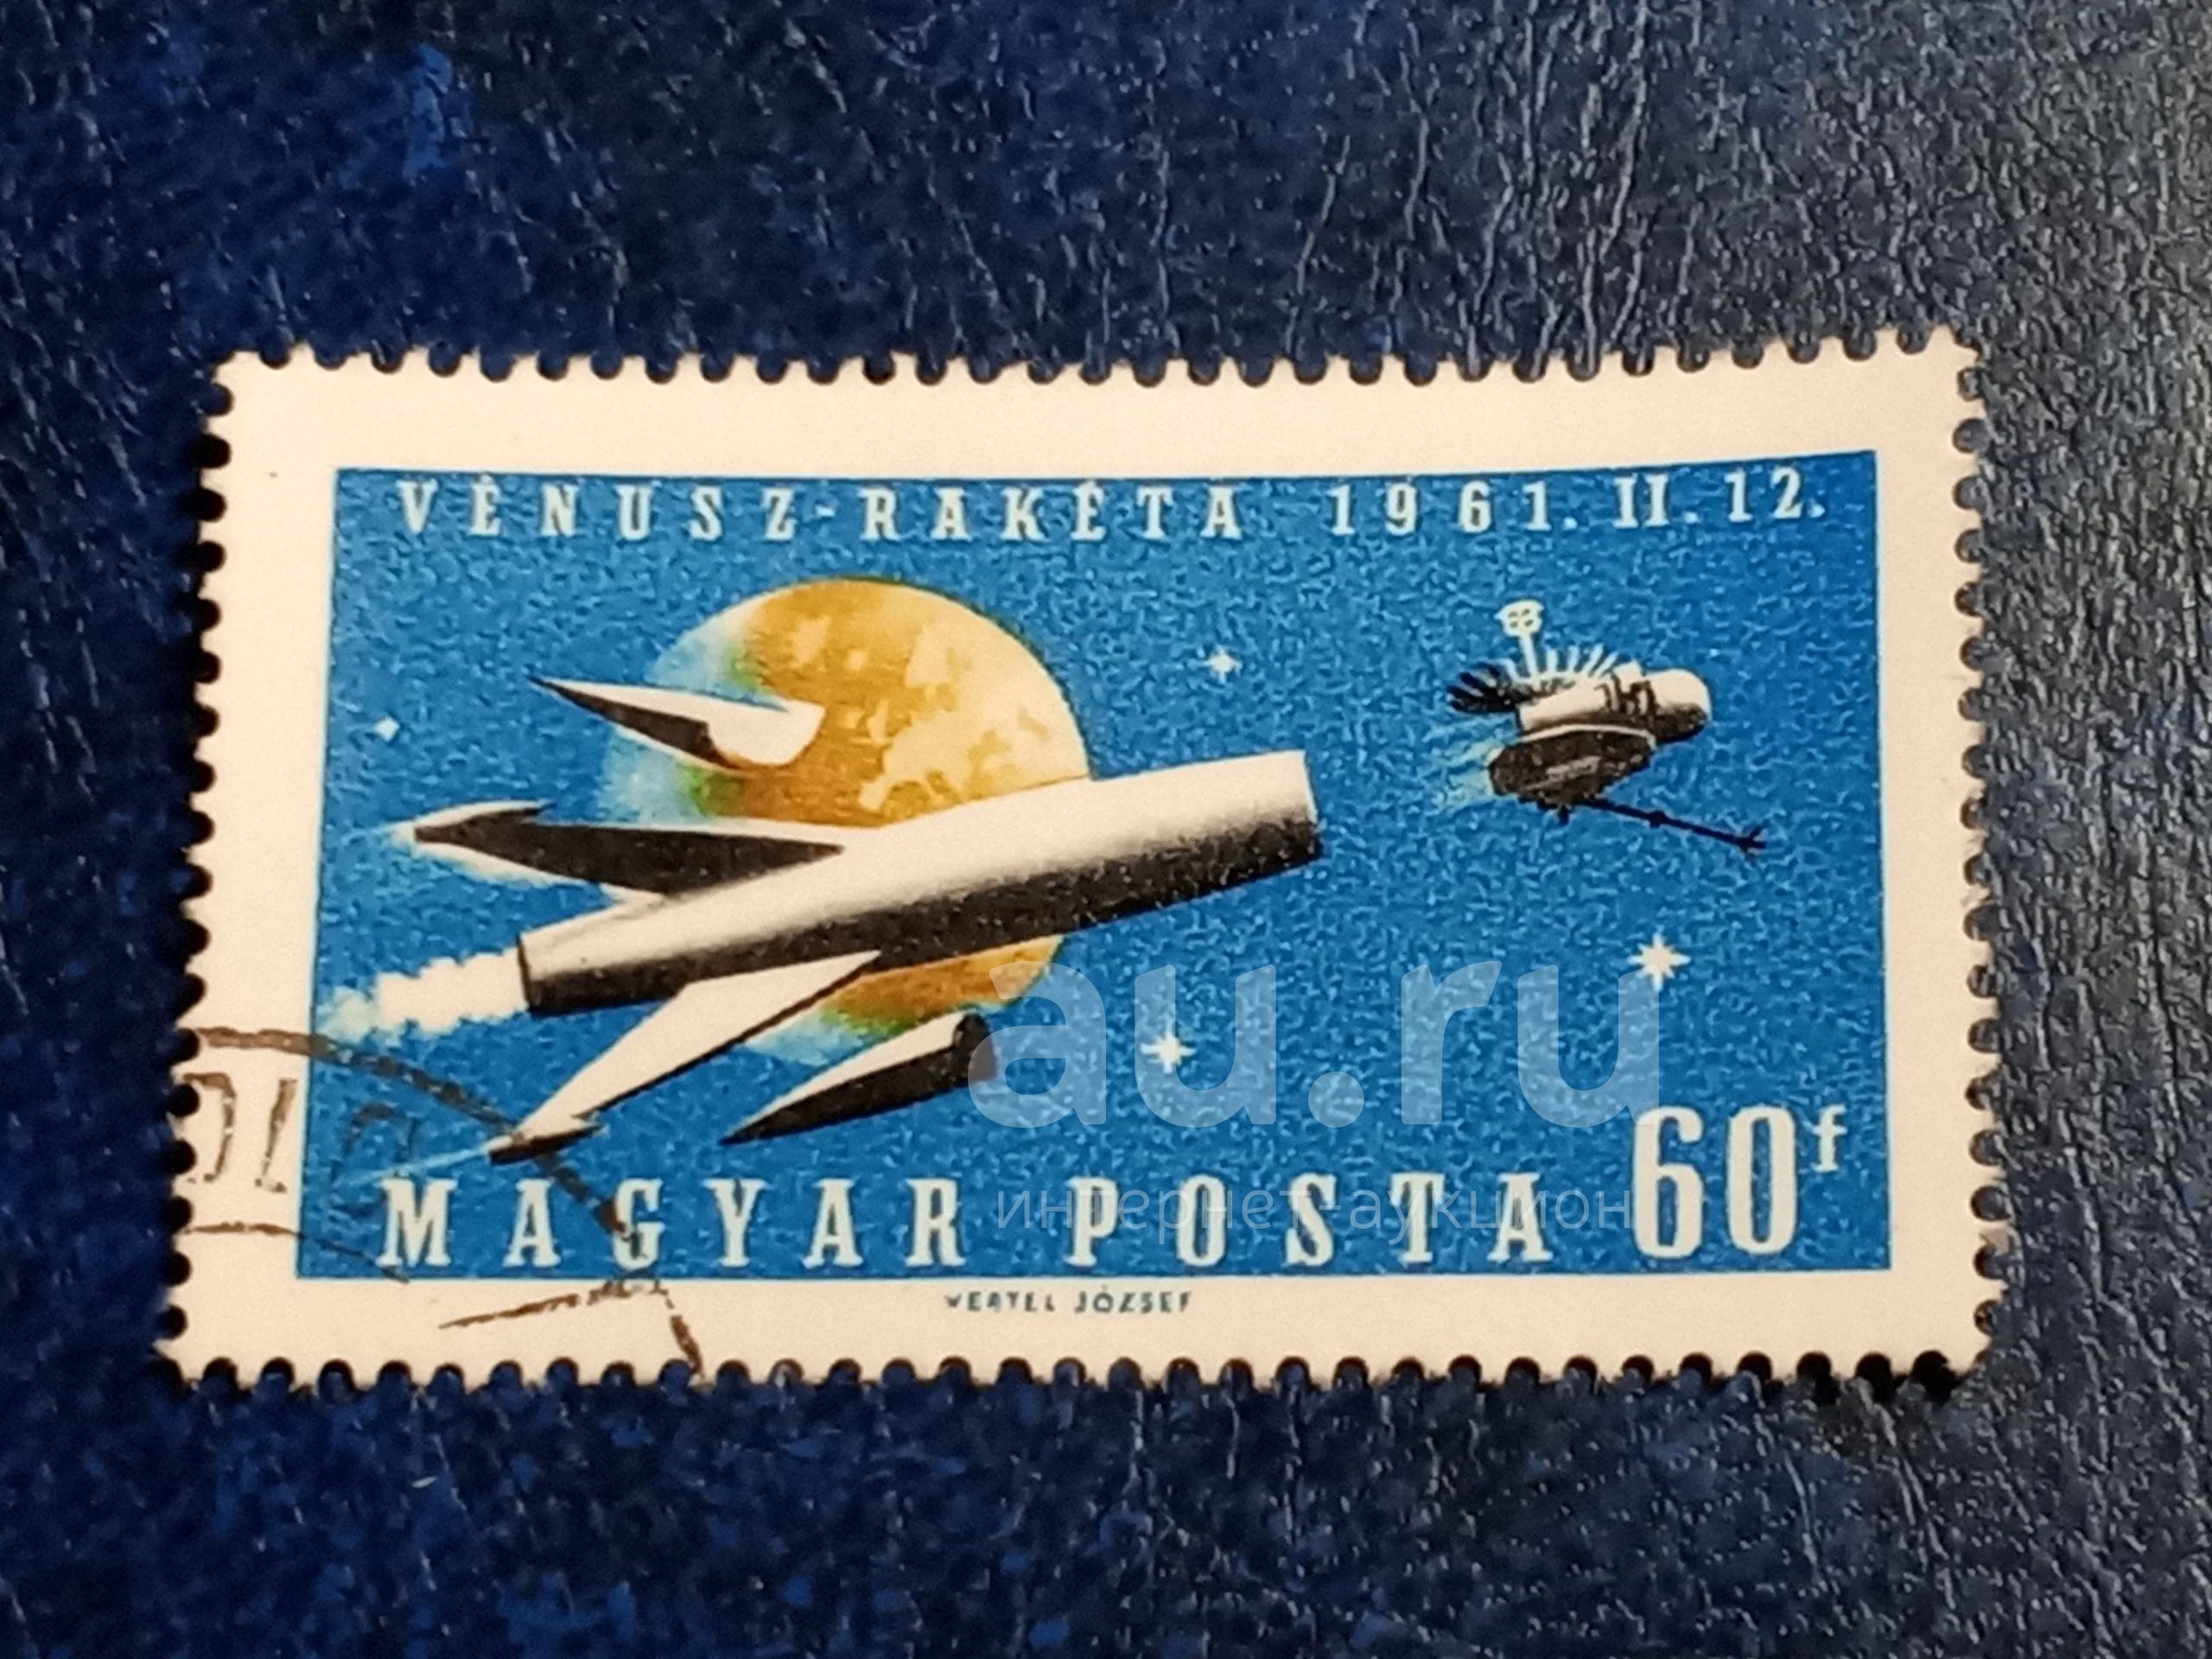 VÉNUSZ-RAKÉTA 1961. II. 12.
au.ru
интернет-аукцион
MAGYAR POSTA 60f
VERTEL JÓZSEF